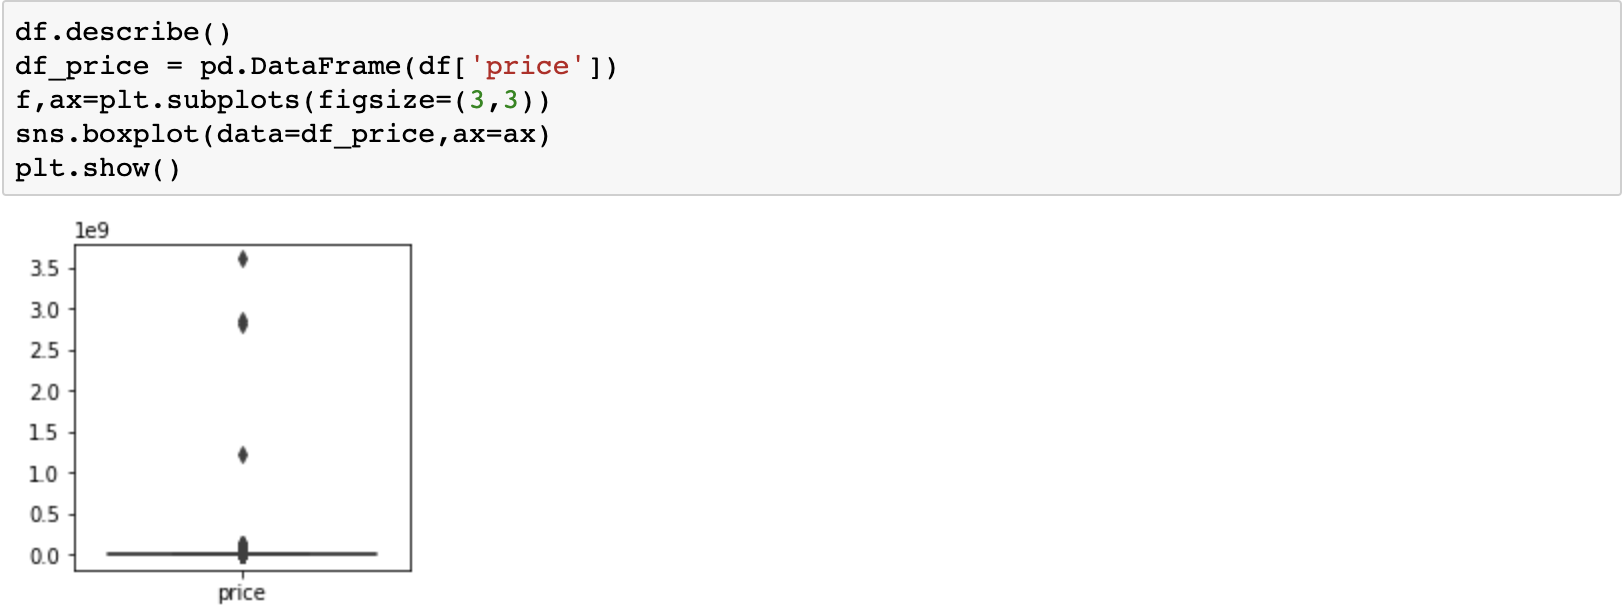 df.describe()
df_price = pd.DataFrame(df['price'])
f,ax=plt.subplots(figsize=(3,3))
sns.boxplot(data=df_price,ax=ax)
plt.show()
1e9
3.5
3.0
2.5
2.0
1.5
1.0
0.5
0.0
price